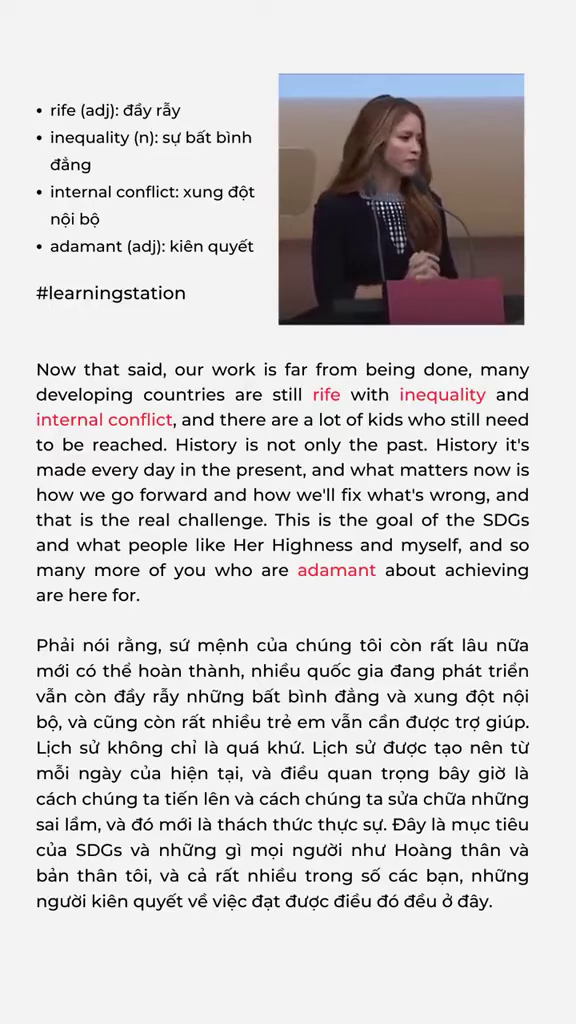 • rife (adj): đầy rẫy
• inequality (n): sự bất bình
đẳng
• internal conflict: xung đột
nội bộ
• adamant (adj): kiên quyết
#learningstation
Now that said, our work is far from being done, many
developing countries are still rife with inequality and
internal conflict, and there are a lot of kids who still need
to be reached. History is not only the past. History it's
made every day in the present, and what matters now is
how we go forward and how we'll fix what's wrong, and
that is the real challenge. This is the goal of the SDGs
and what people like Her Highness and myself, and so
many more of you who are adamant about achieving
are here for.
Phải nói rằng, sứ mệnh của chúng tôi còn rất lâu nữa
mới có thể hoàn thành, nhiều quốc gia đang phát triển
vẫn còn đầy rẫy những bất bình đẳng và xung đột nội
bộ, và cũng còn rất nhiều trẻ em vẫn cần được trợ giúp.
Lịch sử không chỉ là quá khứ. Lịch sử được tạo nên từ
mỗi ngày của hiện tại, và điều quan trọng bây giờ là
cách chúng ta tiến lên và cách chúng ta sửa chữa những
sai lầm, và đó mới là thách thức thực sự. Đây là mục tiêu
của SDGs và những gì mọi người như Hoàng thân và
bản thân tôi, và cả rất nhiều trong số các bạn, những
người kiên quyết về việc đạt được điều đó đều ở đây.